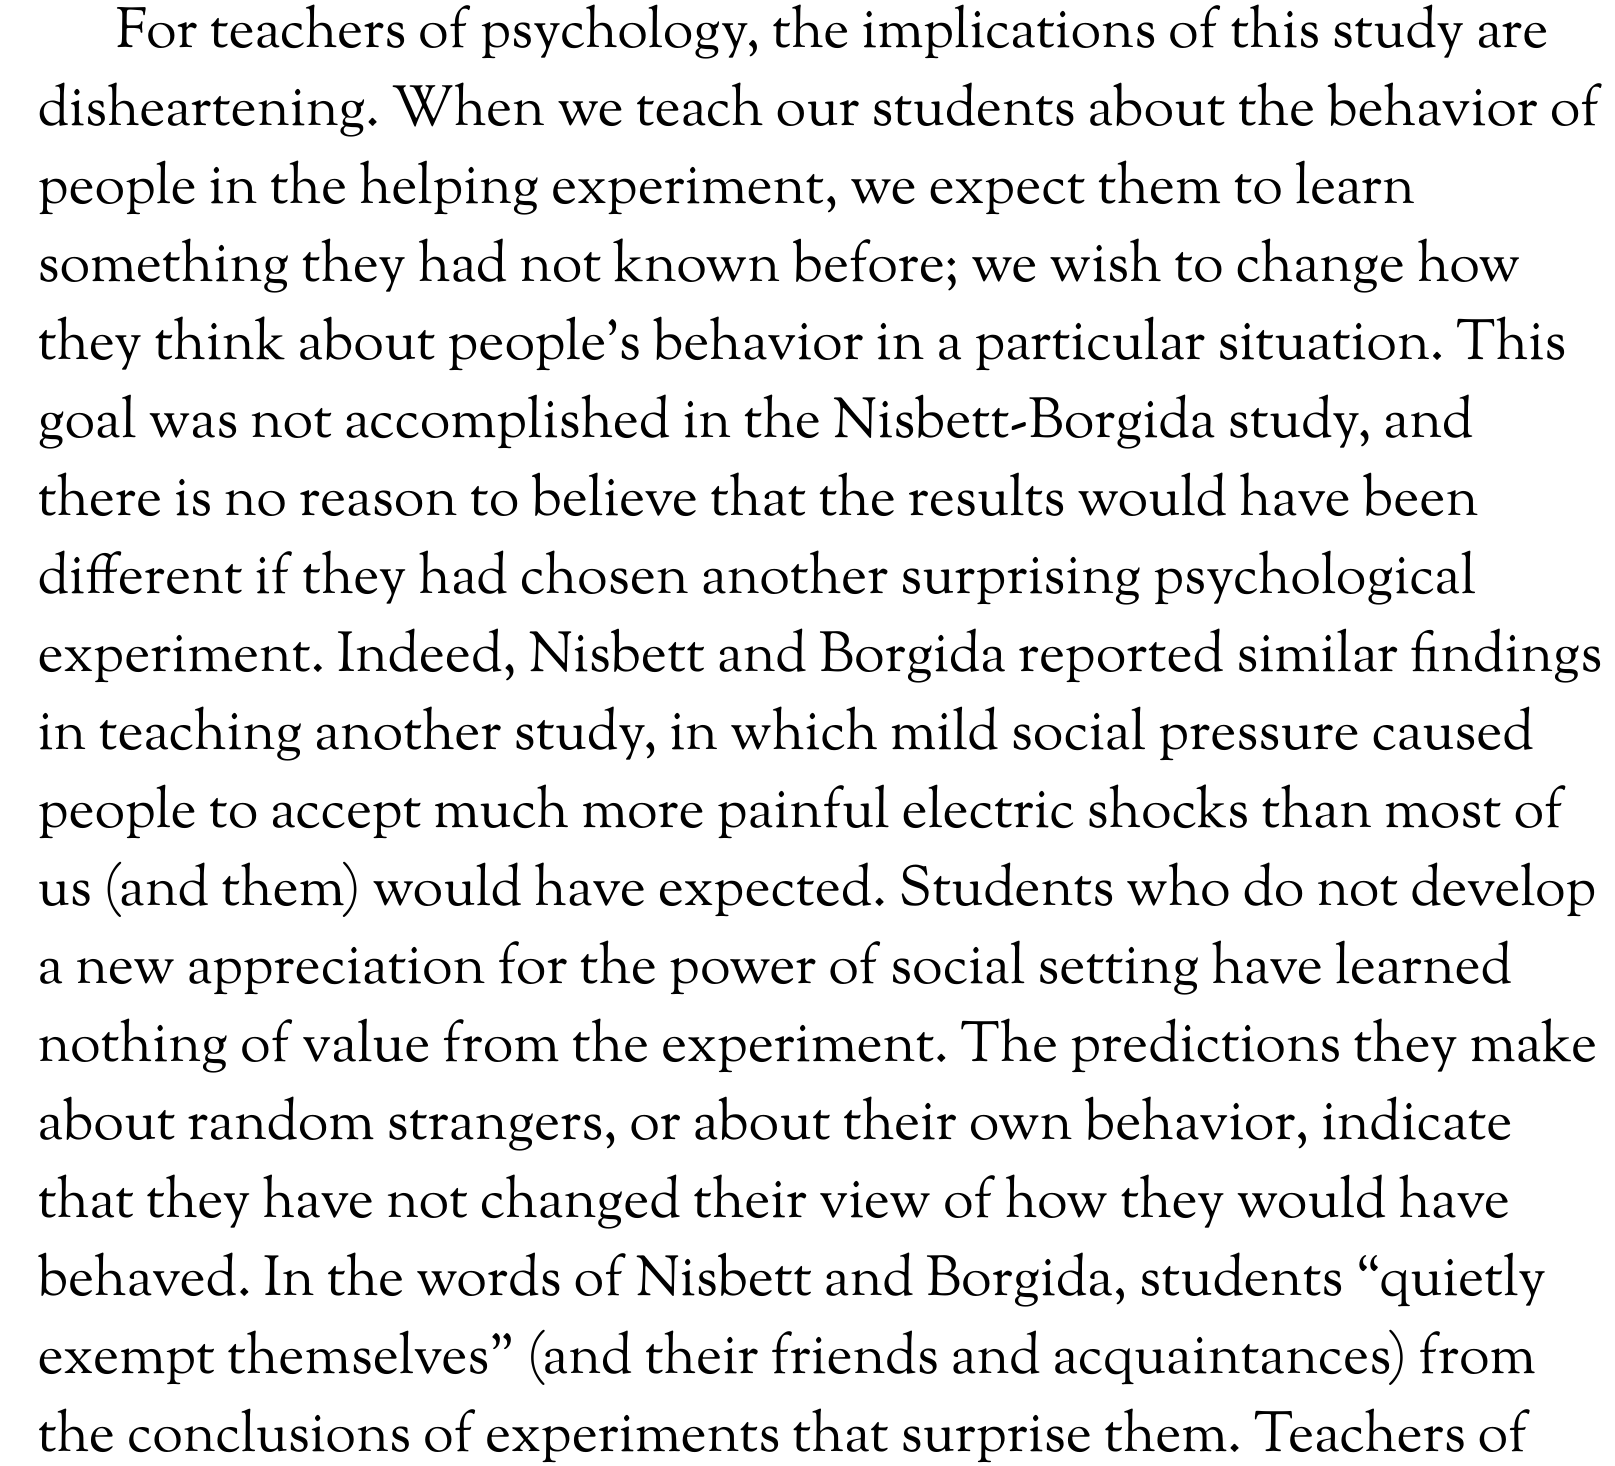 For teachers of psychology, the implications of this study are
disheartening. When we teach our students about the behavior of
people in the helping experiment, we expect them to learn
something they had not known before; we wish to change how
they think about people’s behavior in a particular situation. This
goal was not accomplished in the Nisbett-Borgida study, and
there is no reason to believe that the results would have been
different if they had chosen another surprising psychological
experiment. Indeed, Nisbett and Borgida reported similar findings
in teaching another study, in which mild social pressure caused
people to accept much more painful electric shocks than most of
us (and them) would have expected. Students who do not develop
a new appreciation for the power of social setting have learned
nothing of value from the experiment. The predictions they make
about random strangers, or about their own behavior, indicate
that they have not changed their view of how they would have
behaved. In the words of Nisbett and Borgida, students “quietly
exempt themselves” (and their friends and acquaintances) from
the conclusions of experiments that surprise them. Teachers of